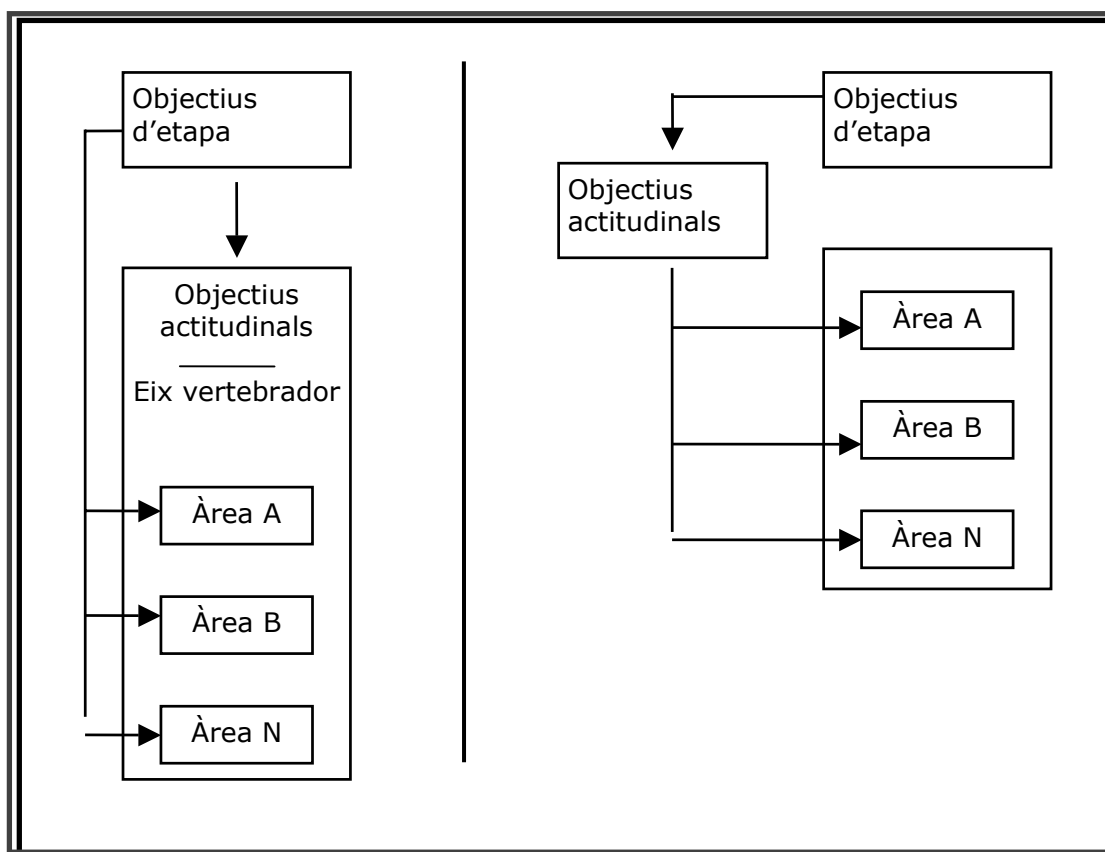 Objectius
d’etapa
Objectius
actitudinals
Eix vertebrador
Àrea A
Àrea B
Àrea N
Objectius
d’etapa
Objectius
actitudinals
Àrea A
Àrea B
Àrea N